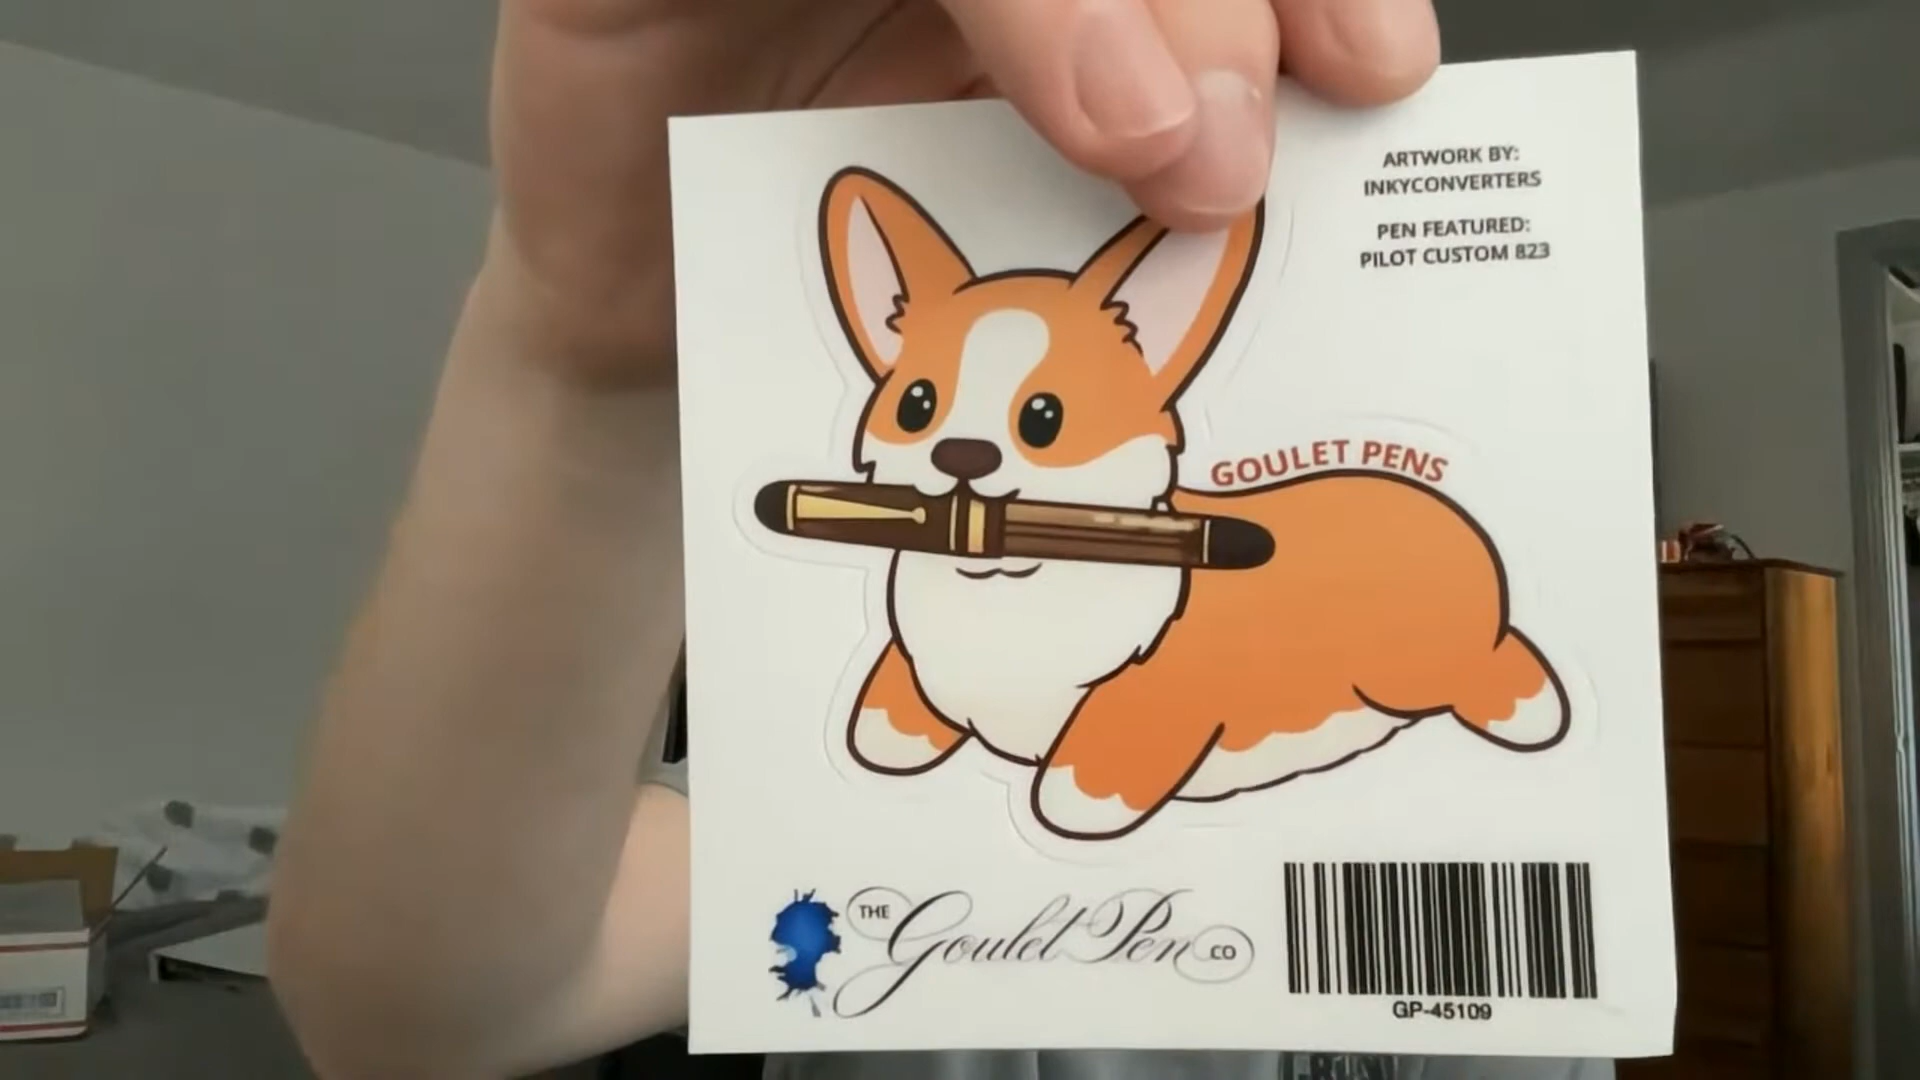 ARTWORK BY:
INKYCONVERTERS
PEN FEATURED:
PILOT CUSTOM 823
GOULET PENS
THE Goulet Pen CO
GP-45109